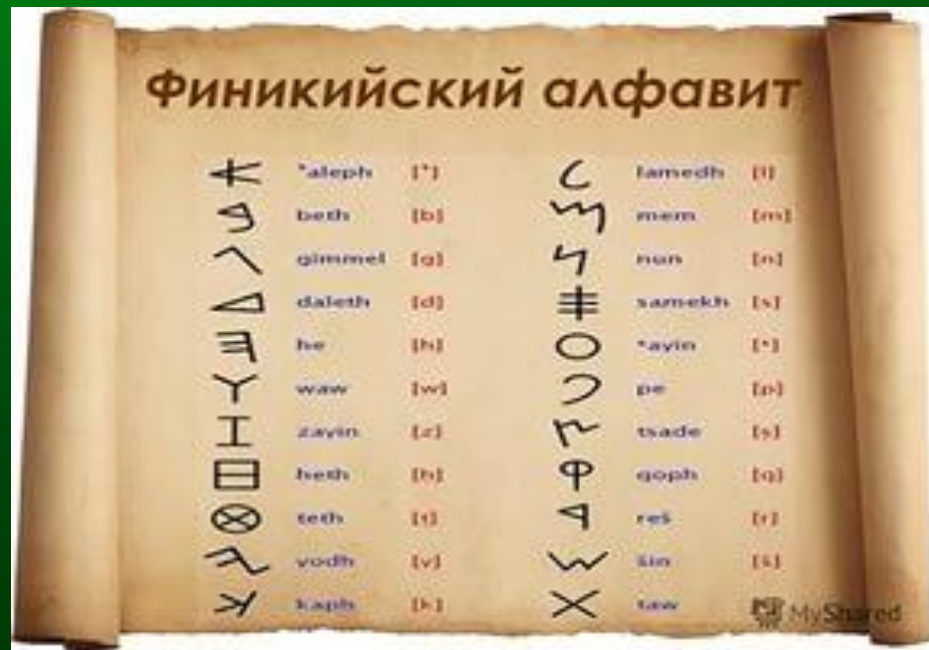 Финикийский алфавит
𐤀 'aleph ['] 𐤋 lamedh [l]
𐤁 beth [b] 𐤌 mem [m]
𐤂 gimmel [g] 𐤍 nun [n]
𐤃 daleth [d] 𐤎 samekh [s]
𐤄 he [h] 𐤏 ʿayin [ʿ]
𐤅 waw [w] 𐤐 pe [p]
𐤆 zayin [z] 𐤑 tsade [s]
𐤇 heth [h] 𐤒 qoph [q]
𐤈 teth [t] 𐤓 reš [r]
𐤉 yodh [y] 𐤔 šin [š]
𐤊 kaph [k] 𐤕 taw
MyShared